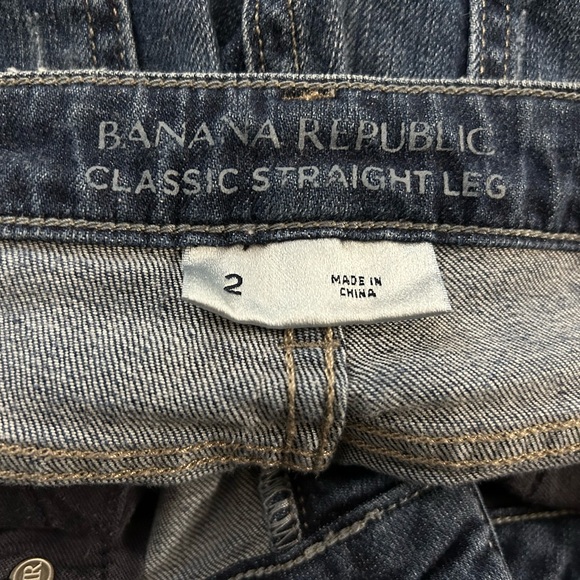 BANANA REPUBLIC
CLASSIC STRAIGHT LEG
2
MADE IN
CHINA